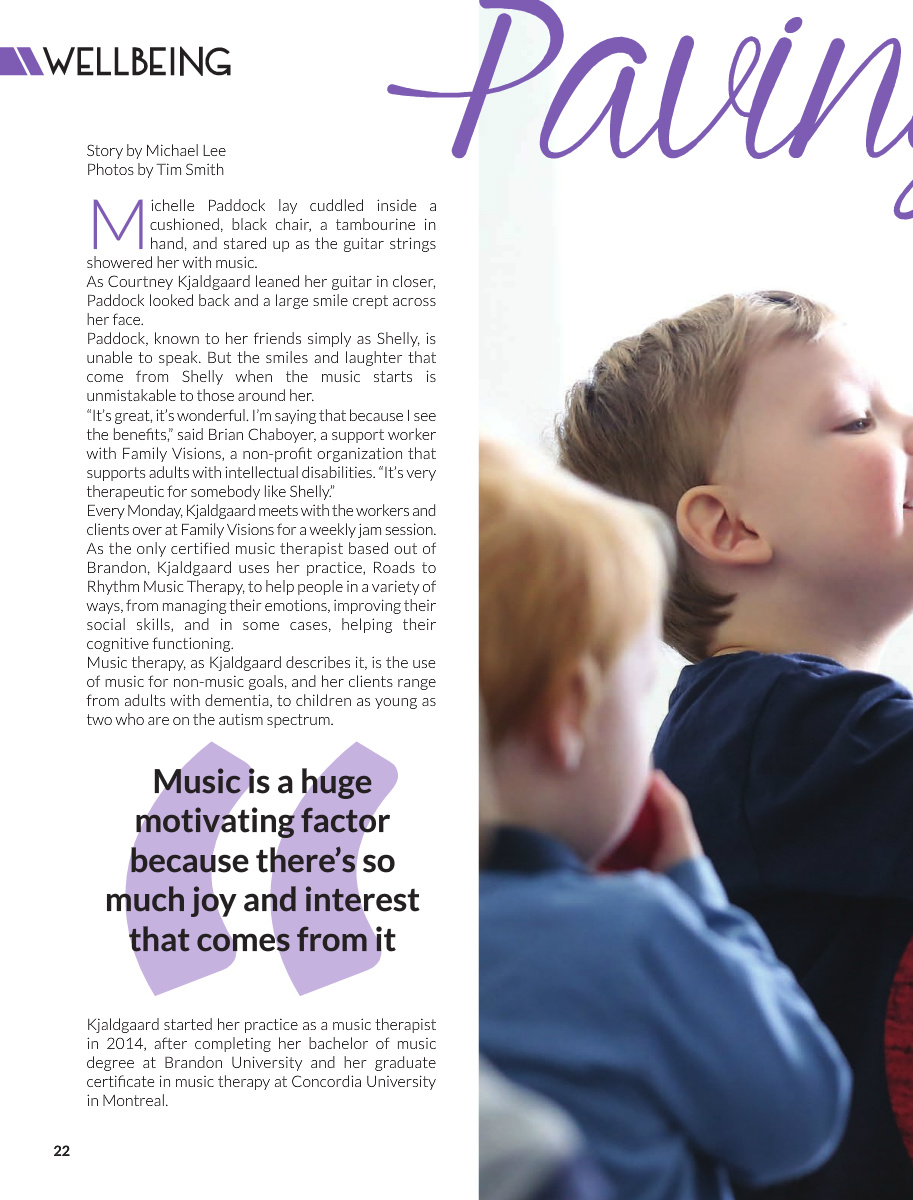 WELLBEING
Paving
Story by Michael Lee
Photos by Tim Smith
Michelle Paddock lay cuddled inside a
cushioned, black chair, a tambourine in
hand, and stared up as the guitar strings
showered her with music.
As Courtney Kjaldgaard leaned her guitar in closer,
Paddock looked back and a large smile crept across
her face.
Paddock, known to her friends simply as Shelly, is
unable to speak. But the smiles and laughter that
come from Shelly when the music starts is
unmistakable to those around her.
“It’s great, it’s wonderful. I’m saying that because I see
the benefits,” said Brian Chaboyer, a support worker
with Family Visions, a non-profit organization that
supports adults with intellectual disabilities. “It’s very
therapeutic for somebody like Shelly.”
Every Monday, Kjaldgaard meets with the workers and
clients over at Family Visions for a weekly jam session.
As the only certified music therapist based out of
Brandon, Kjaldgaard uses her practice, Roads to
Rhythm Music Therapy, to help people in a variety of
ways, from managing their emotions, improving their
social skills, and in some cases, helping their
cognitive functioning.
Music therapy, as Kjaldgaard describes it, is the use
of music for non-music goals, and her clients range
from adults with dementia, to children as young as
two who are on the autism spectrum.
Music is a huge
motivating factor
because there’s so
much joy and interest
that comes from it
Kjaldgaard started her practice as a music therapist
in 2014, after completing her bachelor of music
degree at Brandon University and her graduate
certificate in music therapy at Concordia University
in Montreal.
22